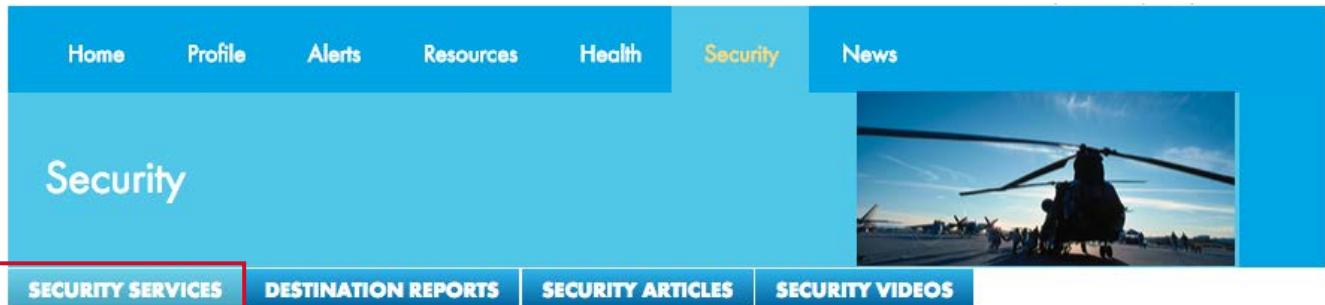 Home Profile Alerts Resources Health Security News
Security
SECURITY SERVICES DESTINATION REPORTS SECURITY ARTICLES SECURITY VIDEOS